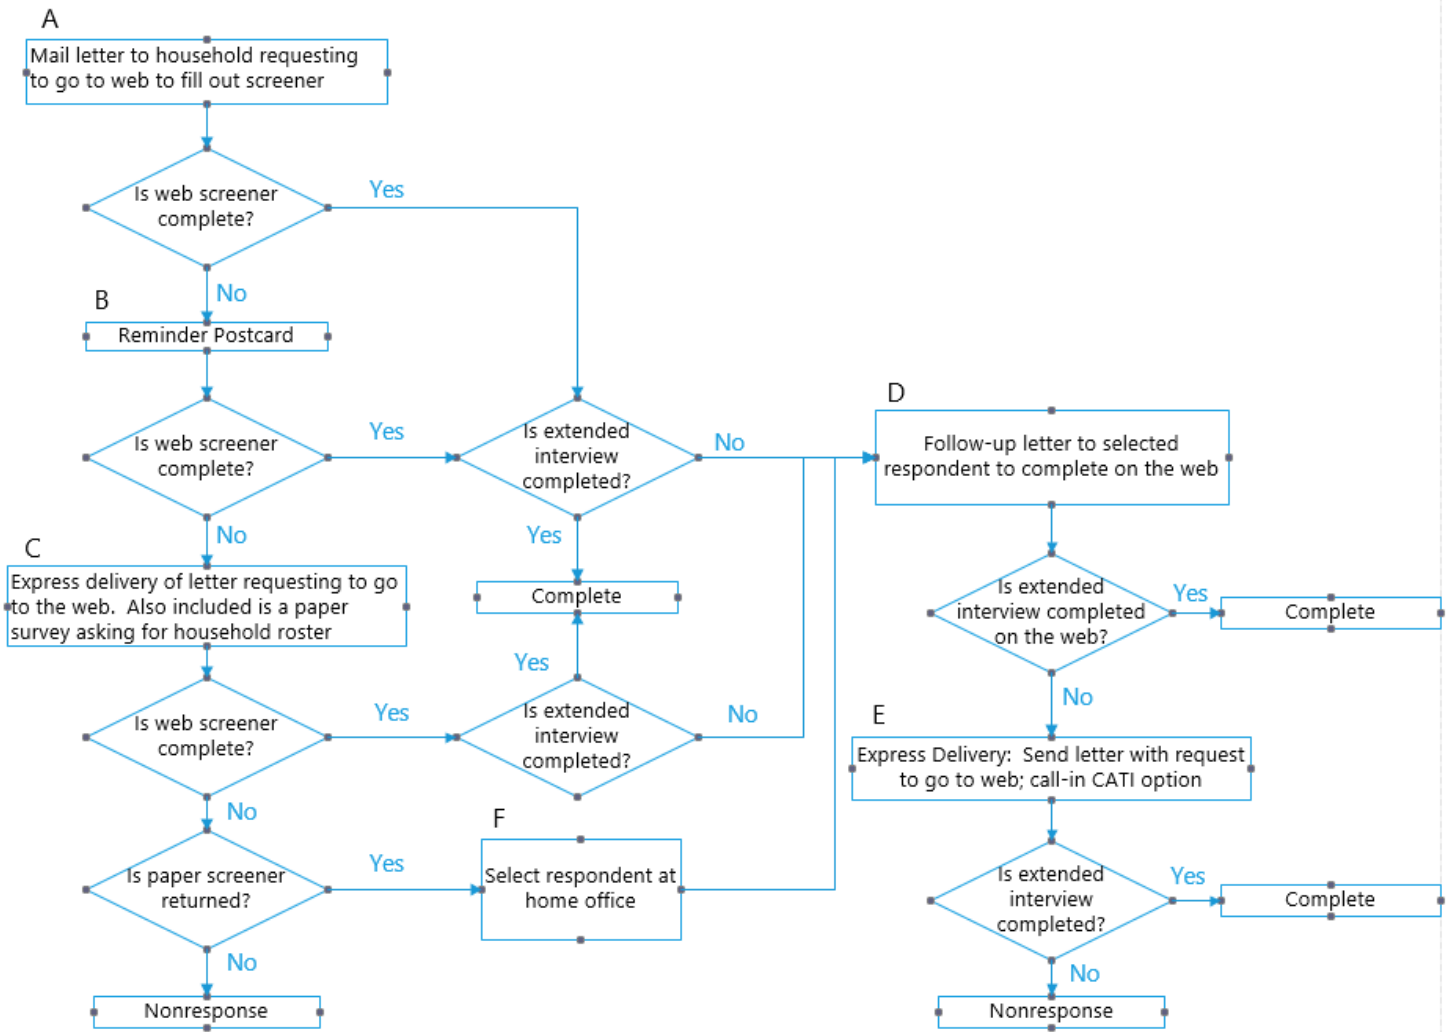 A
Mail letter to household requesting
to go to web to fill out screener
Is web screener
complete?
Yes
No
B
Reminder Postcard
Is web screener
complete?
Yes
No
Is extended
interview
completed?
No
Yes
Complete
C
Express delivery of letter requesting to go
to the web.  Also included is a paper
survey asking for household roster
Is web screener
complete?
Yes
No
Yes
Is extended
interview
completed?
No
Is paper screener
returned?
Yes
No
Nonresponse
F
Select respondent at
home office
D
Follow-up letter to selected
respondent to complete on the web
Is extended
interview completed
on the web?
Yes
Complete
No
E
Express Delivery:  Send letter with request
to go to web; call-in CATI option
Is extended
interview
completed?
Yes
Complete
No
Nonresponse